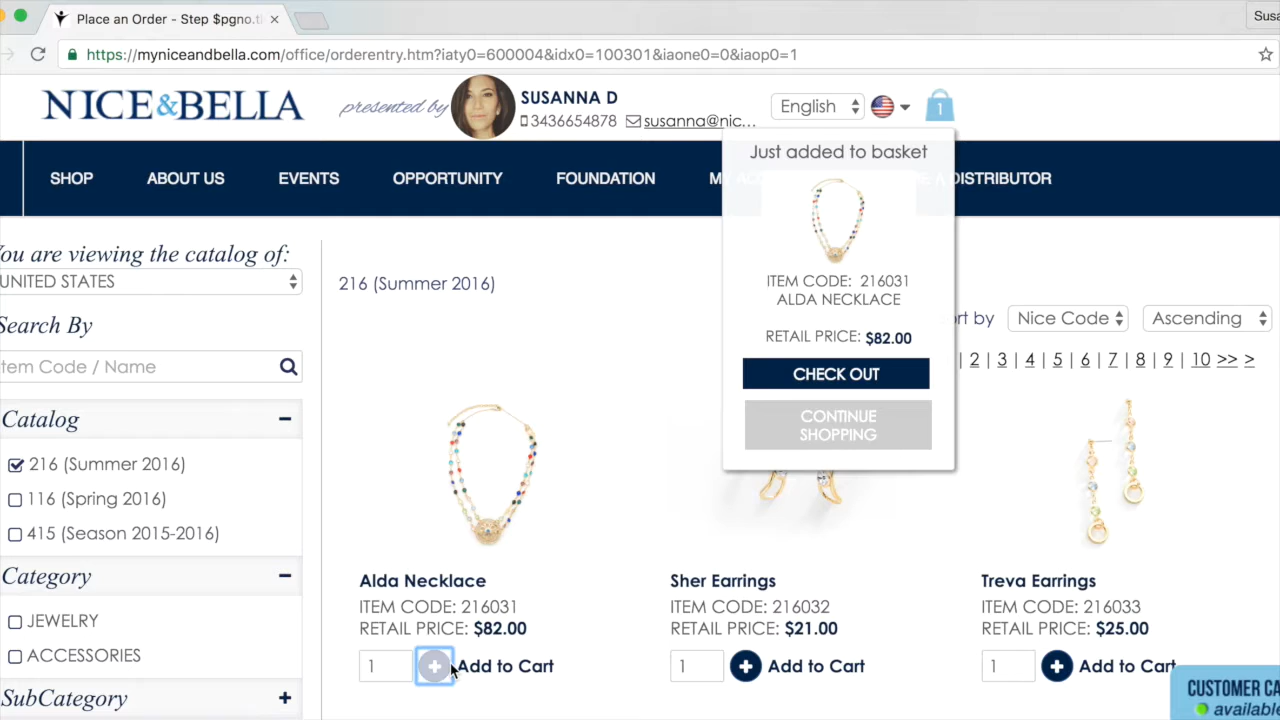 Place an Order - Step $pgno.ti
https://myniceandbella.com/office/orderentry.htm?iaty0=600004&idx0=100301&iaone0=0&iaop0=1
NICE&BELLA
presented by
SUSANNA D
3436654878
susanna@nic...
English
1
SHOP
ABOUT US
EVENTS
OPPORTUNITY
FOUNDATION
DISTRIBUTOR
Just added to basket
ITEM CODE: 216031
ALDA NECKLACE
RETAIL PRICE: $82.00
CHECK OUT
CONTINUE
SHOPPING
You are viewing the catalog of:
UNITED STATES
Search By
Item Code / Name
Catalog
216 (Summer 2016)
116 (Spring 2016)
415 (Season 2015-2016)
Category
JEWELRY
ACCESSORIES
SubCategory
216 (Summer 2016)
Sort by
Nice Code
Ascending
| 2 | 3 | 4 | 5 | 6 | 7 | 8 | 9 | 10 >> >
Alda Necklace
ITEM CODE: 216031
RETAIL PRICE: $82.00
1
Add to Cart
Sher Earrings
ITEM CODE: 216032
RETAIL PRICE: $21.00
1
Add to Cart
Treva Earrings
ITEM CODE: 216033
RETAIL PRICE: $25.00
1
Add to Cart
CUSTOMER CA
available